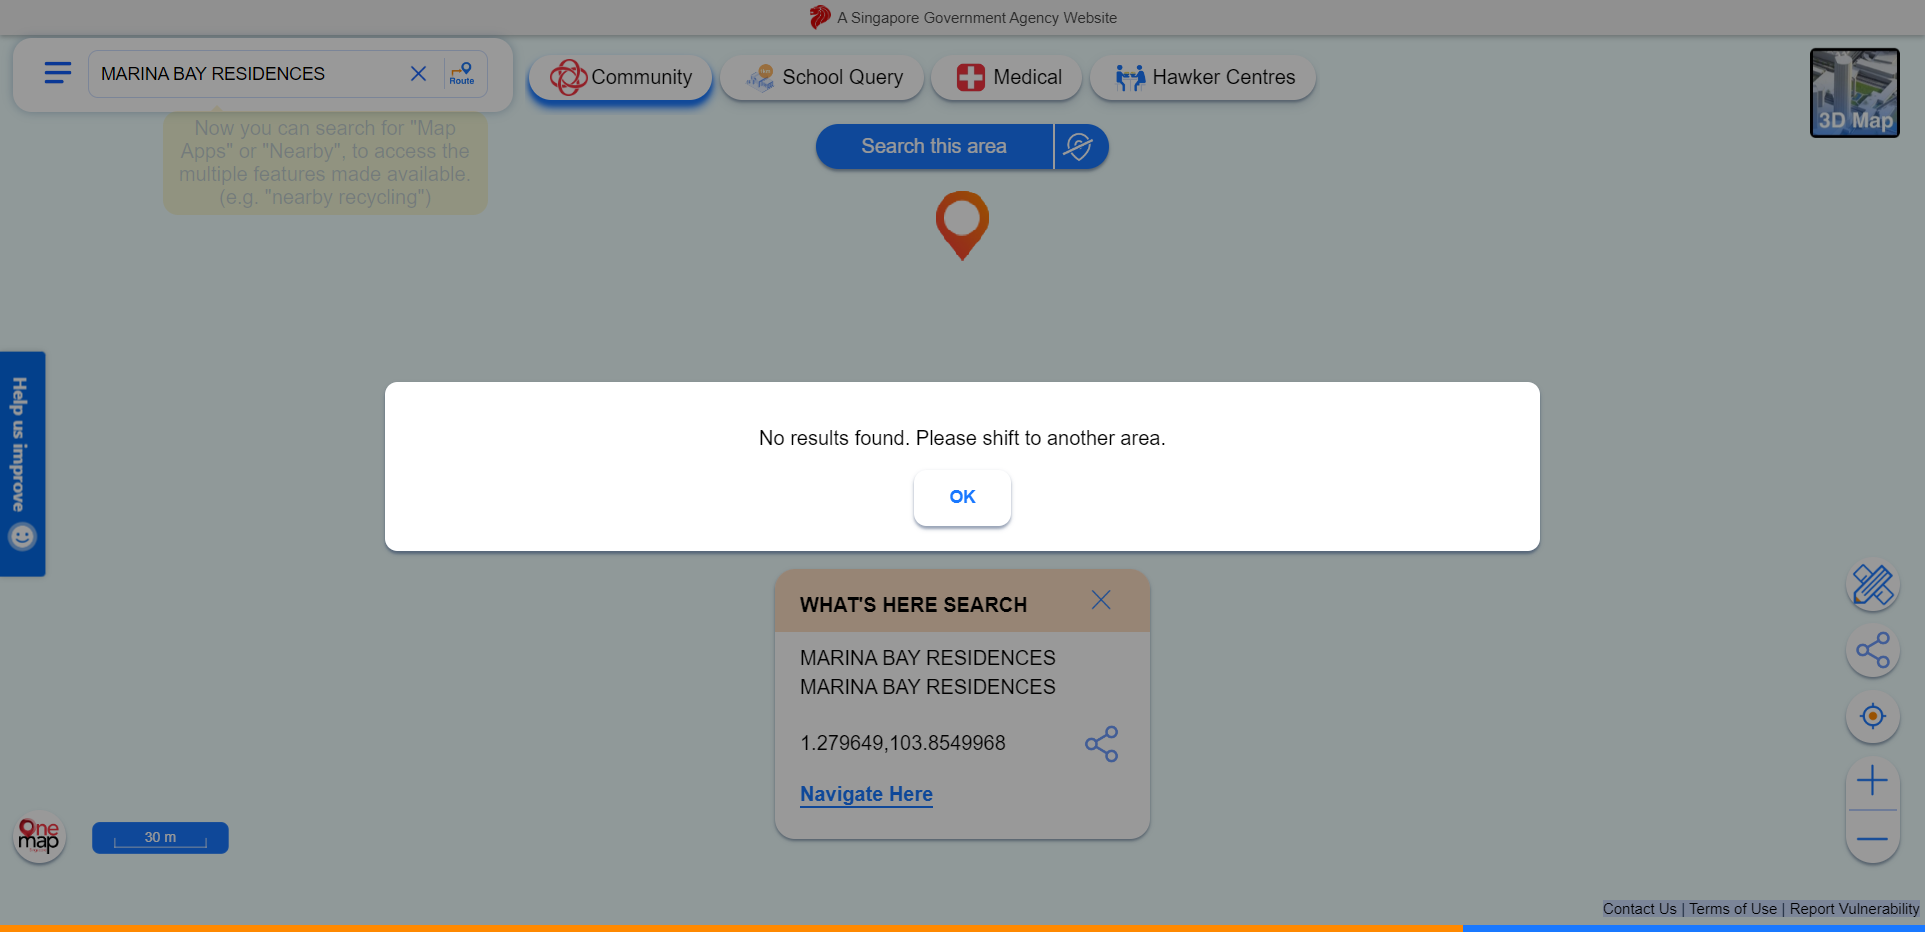 A Singapore Government Agency Website
MARINA BAY RESIDENCES
Route
Community
School Query
Medical
Hawker Centres
3D Map
Now you can search for "Map
Apps" or "Nearby", to access the
multiple features made available.
(e.g. "nearby recycling")
Search this area
Help us improve
No results found. Please shift to another area.
OK
WHAT'S HERE SEARCH
MARINA BAY RESIDENCES
MARINA BAY RESIDENCES
1.279649,103.8549968
Navigate Here
One
map
30 m
Contact Us | Terms of Use | Report Vulnerability